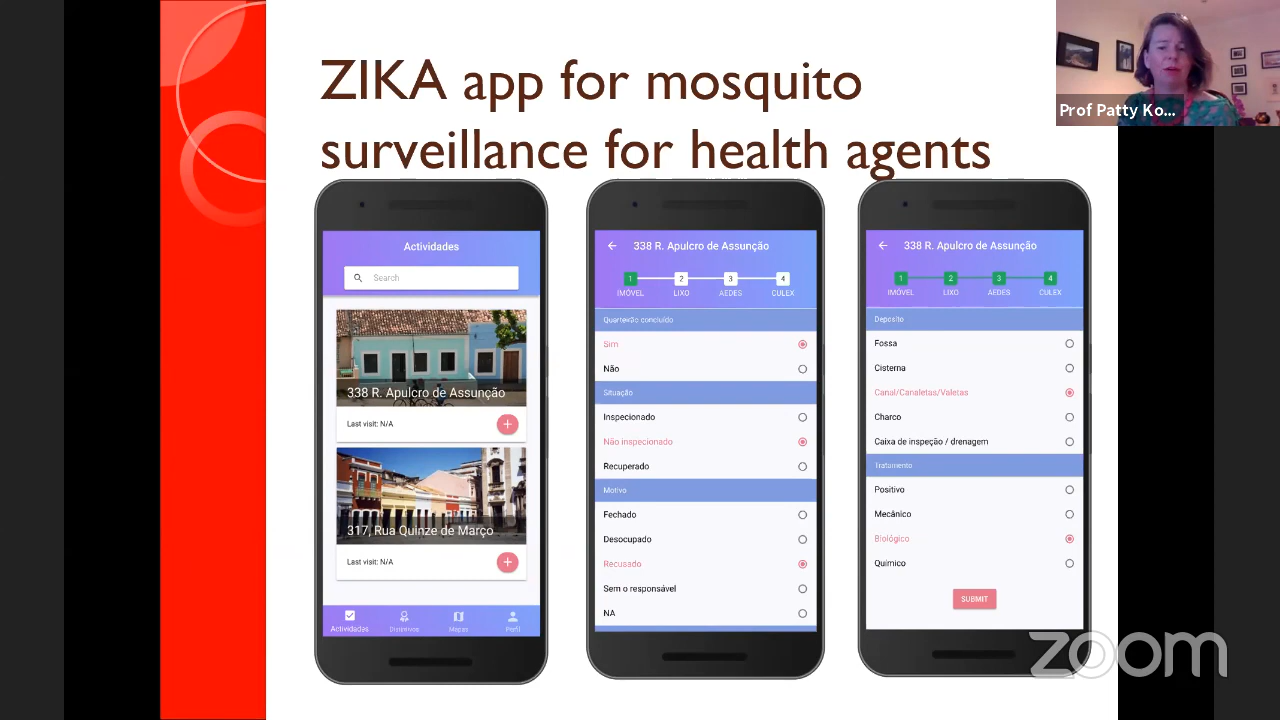 ZIKA app for mosquito
surveillance for health agents
Prof Patty Ko...
Actividades
Search
338 R. Apulcro de Assunção
Last visit: N/A
317, Rua Quinze de Março
Last visit: N/A
Actividades
Distintivos
Mapas
Perfil
338 R. Apulcro de Assunção
1
2
3
4
IMÓVEL
LIXO
AEDES
CULEX
Quarteirão concluído
Sim
Não
Situação
Inspecionado
Não inspecionado
Recuperado
Motivo
Fechado
Desocupado
Recusado
Sem o responsável
NA
338 R. Apulcro de Assunção
1
2
3
4
IMÓVEL
LIXO
AEDES
CULEX
Deposito
Fossa
Cisterna
Canal/Canaletas/Valetas
Charco
Caixa de inspeção / drenagem
Tratamento
Positivo
Mecânico
Biológico
Quimico
SUBMIT
zoom